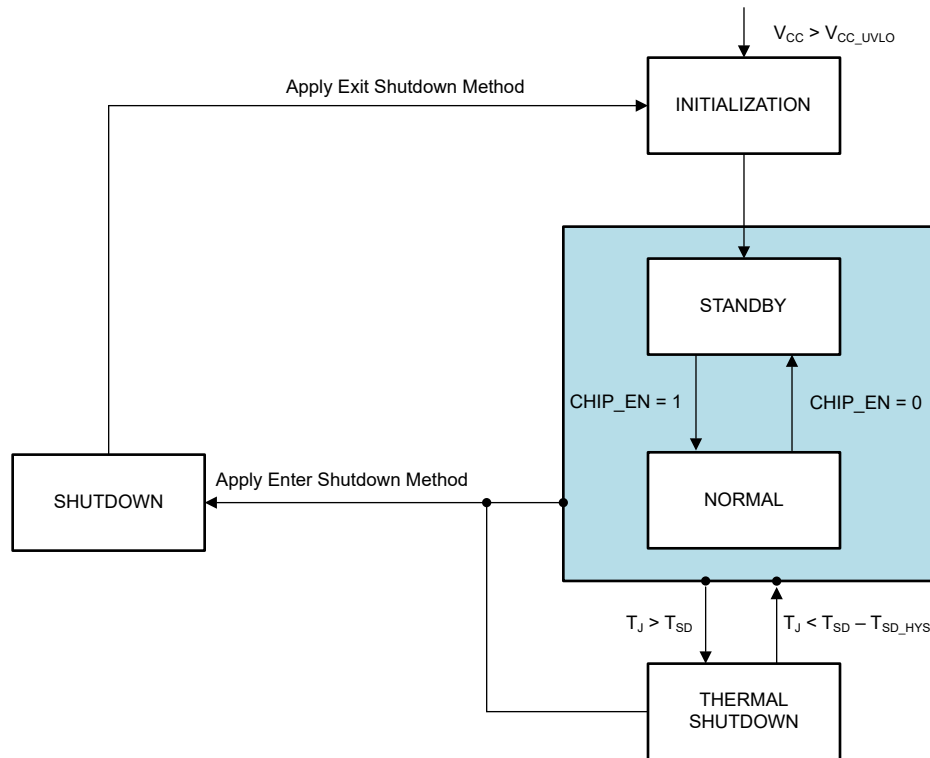 V_CC > V_CC_UVLO
Apply Exit Shutdown Method
INITIALIZATION
STANDBY
CHIP_EN = 1
CHIP_EN = 0
Apply Enter Shutdown Method
SHUTDOWN
NORMAL
T_J > T_SD
T_J < T_SD – T_SD_HYS
THERMAL
SHUTDOWN